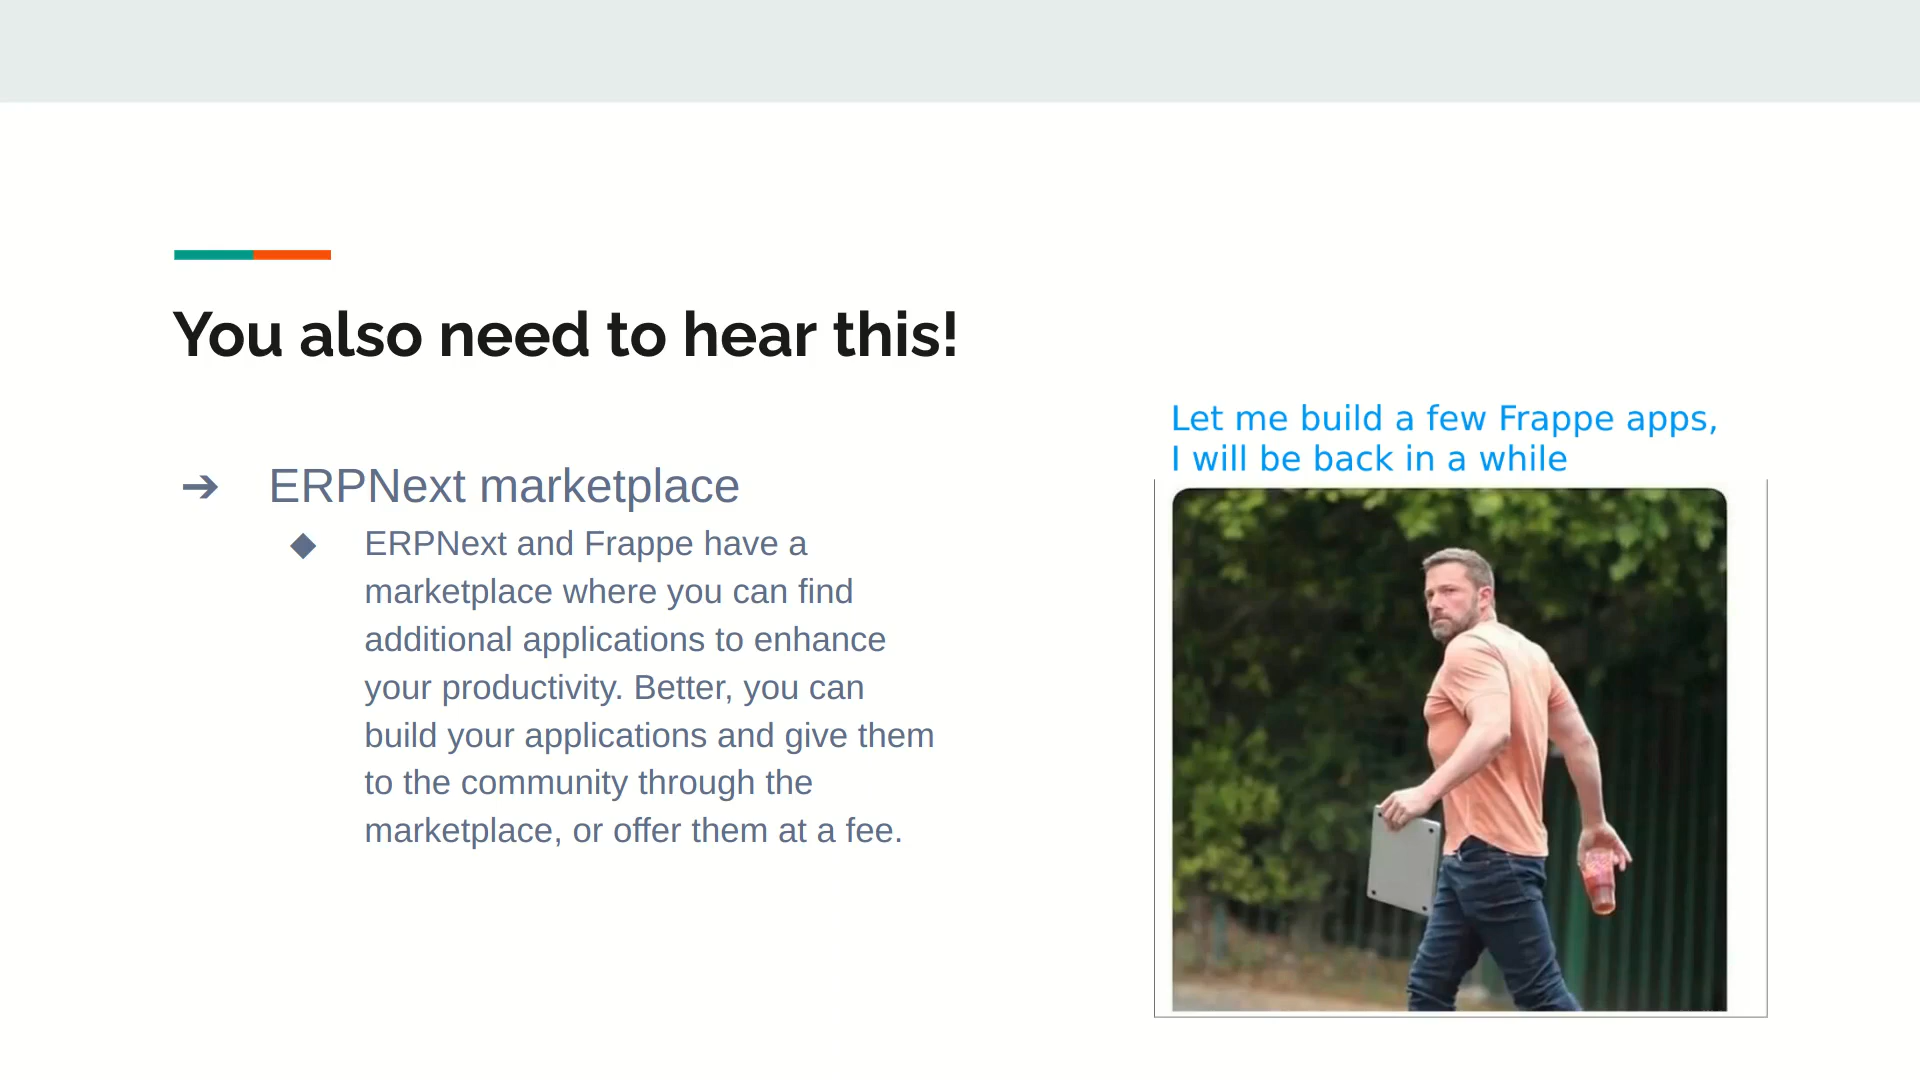 You also need to hear this!
➔ ERPNext marketplace
◆ ERPNext and Frappe have a
marketplace where you can find
additional applications to enhance
your productivity. Better, you can
build your applications and give them
to the community through the
marketplace, or offer them at a fee.
Let me build a few Frappe apps,
I will be back in a while